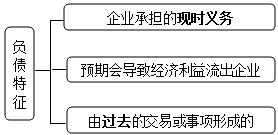 负债特征
企业承担的现时义务
预期会导致经济利益流出企业
由过去的交易或事项形成的